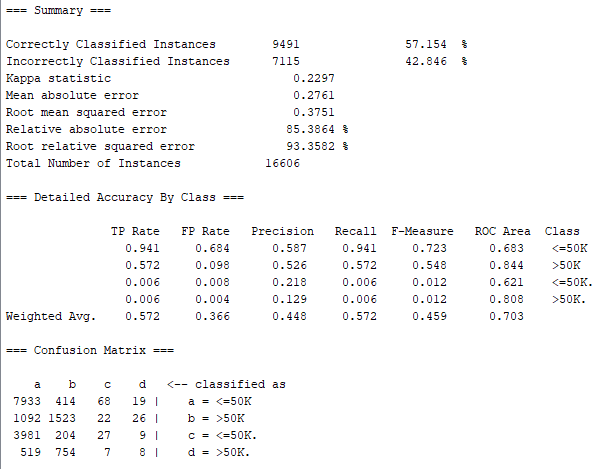 === Summary ===
Correctly Classified Instances 9491 57.154 %
Incorrectly Classified Instances 7115 42.846 %
Kappa statistic 0.2297
Mean absolute error 0.2761
Root mean squared error 0.3751
Relative absolute error 85.3864 %
Root relative squared error 93.3582 %
Total Number of Instances 16606
=== Detailed Accuracy By Class ===
TP Rate FP Rate Precision Recall F-Measure ROC Area Class
0.941 0.684 0.587 0.941 0.723 0.683 <=50K
0.572 0.098 0.526 0.572 0.548 0.844 >50K
0.006 0.008 0.218 0.006 0.012 0.621 <=50K.
0.006 0.004 0.129 0.006 0.012 0.808 >50K.
Weighted Avg. 0.572 0.366 0.448 0.572 0.459 0.703
=== Confusion Matrix ===
a b c d <-- classified as
7933 414 68 19 | a = <=50K
1092 1523 22 26 | b = >50K
3981 204 27 9 | c = <=50K.
519 754 7 8 | d = >50K.